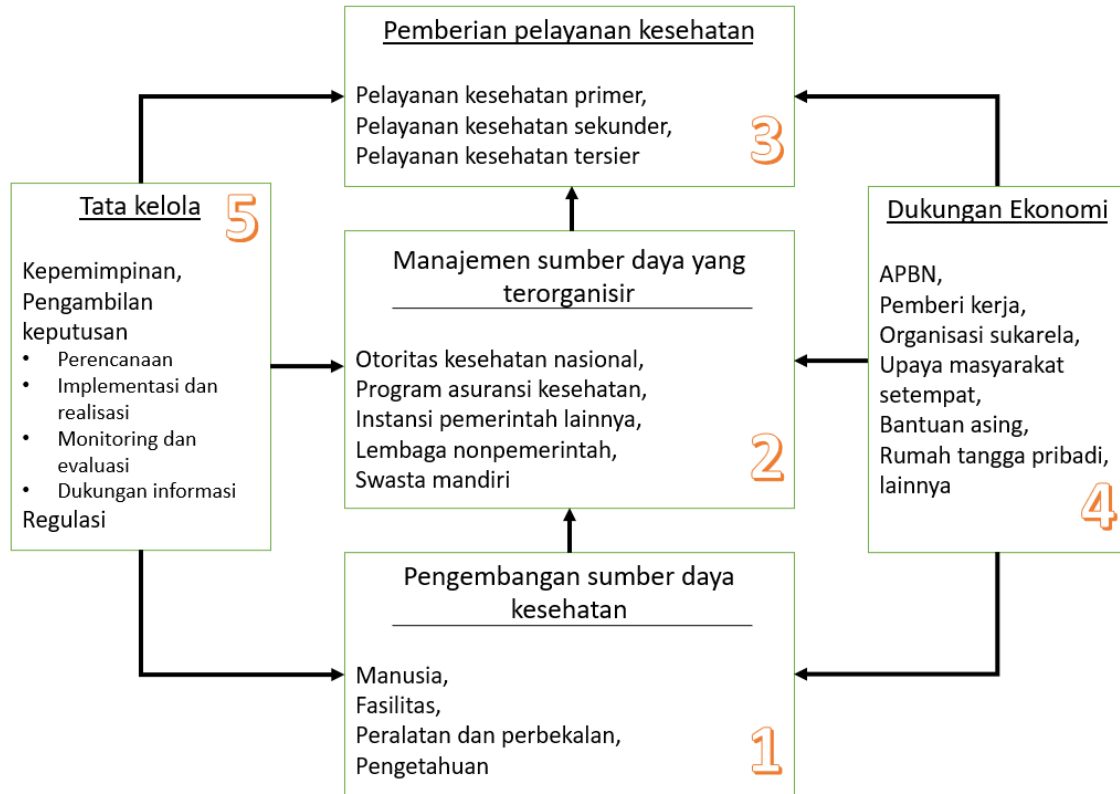 Pemberian pelayanan kesehatan
Pelayanan kesehatan primer,
Pelayanan kesehatan sekunder,
Pelayanan kesehatan tersier
3
Tata kelola
5
Kepemimpinan,
Pengambilan
keputusan
• Perencanaan
• Implementasi dan
realisasi
• Monitoring dan
evaluasi
• Dukungan informasi
Regulasi
Manajemen sumber daya yang
terorganisir
Otoritas kesehatan nasional,
Program asuransi kesehatan,
Instansi pemerintah lainnya,
Lembaga nonpemerintah,
Swasta mandiri
2
Dukungan Ekonomi
APBN,
Pemberi kerja,
Organisasi sukarela,
Upaya masyarakat
setempat,
Bantuan asing,
Rumah tangga pribadi,
lainnya
4
Pengembangan sumber daya
kesehatan
Manusia,
Fasilitas,
Peralatan dan perbekalan,
Pengetahuan
1